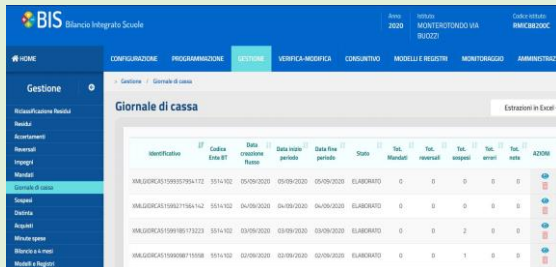 BIS Bilancio Integrato Scuole
Anno
2020
Istituto
MONTEROTONDO VIA BUOZZI
Codice Istituto
RMIC88200C
HOME
CONFIGURAZIONE PROGRAMMAZIONE GESTIONE VERIFICA-MODIFICA CONSUNTIVO MODELLI E REGISTRI MONITORAGGIO AMMINISTRAZ
Gestione
Riclassificazione Residui
Residui
Accertamenti
Reversali
Impegni
Mandati
Giornale di cassa
Sospesi
Distinta
Acquisti
Minute spese
Bilancio a 4 mesi
Modelli e Registri
Gestione / Giornale di cassa
Giornale di cassa
Estrazioni in Excel
Identificativo Codice Ente BT Data creazione flusso Data inizio periodo Data fine periodo Stato Tot. Mandati Tot. reversali Tot. sospesi Tot. errori Tot. note AZIONI
5514102 05/09/2020 05/09/2020 05/09/2020 ELABORATO 0 0 0 0 0
5514102 04/09/2020 04/09/2020 04/09/2020 ELABORATO 0 0 0 0 0
5514102 03/09/2020 03/09/2020 03/09/2020 ELABORATO 0 0 2 0 0
5514102 02/09/2020 02/09/2020 02/09/2020 ELABORATO 0 0 1 0 0